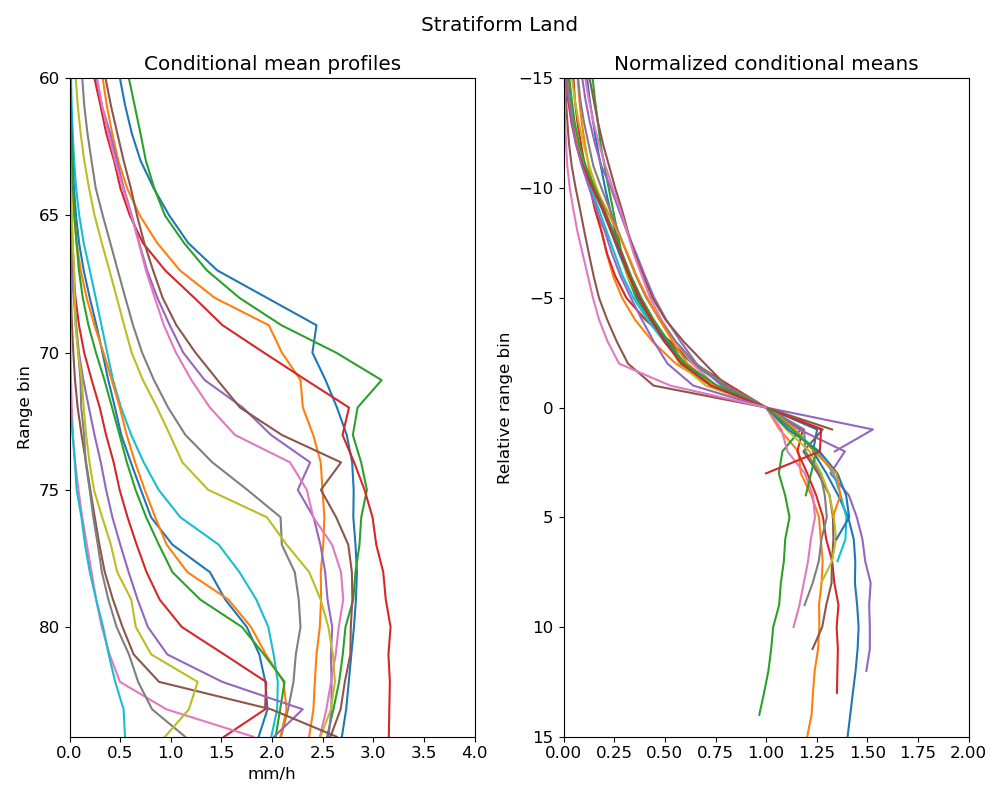 Stratiform Land
Conditional mean profiles
Normalized conditional means
60
65
70
75
80
Range bin
0.0 0.5 1.0 1.5 2.0 2.5 3.0 3.5 4.0
mm/h
−15
−10
−5
0
5
10
15
Relative range bin
0.00 0.25 0.50 0.75 1.00 1.25 1.50 1.75 2.00